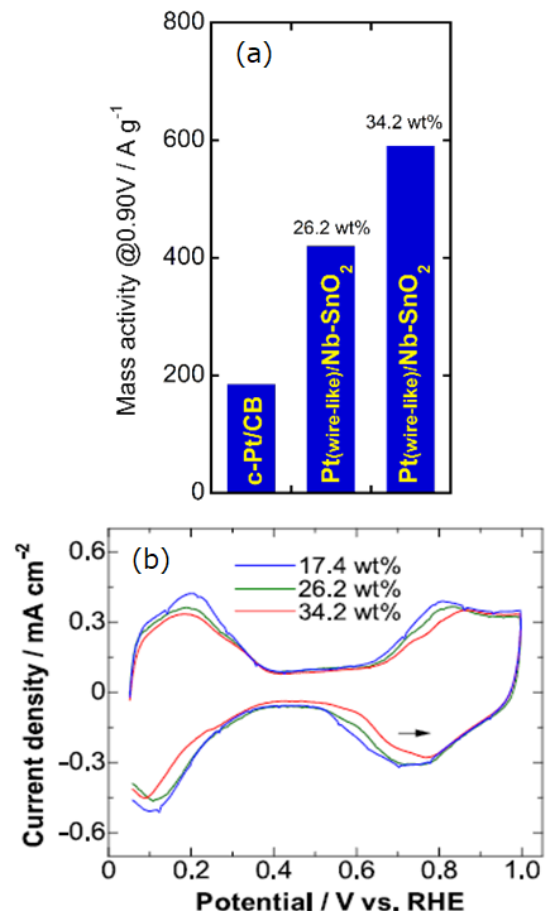 (a)
Mass activity @0.90V / A g⁻¹
800
600
400
200
0
34.2 wt%
26.2 wt%
c-Pt/CB
Pt(wire-like)/Nb-SnO₂
Pt(wire-like)/Nb-SnO₂
(b)
17.4 wt%
26.2 wt%
34.2 wt%
Current density / mA cm⁻²
0.6
0.3
0
−0.3
−0.6
0 0.2 0.4 0.6 0.8 1.0
Potential / V vs. RHE